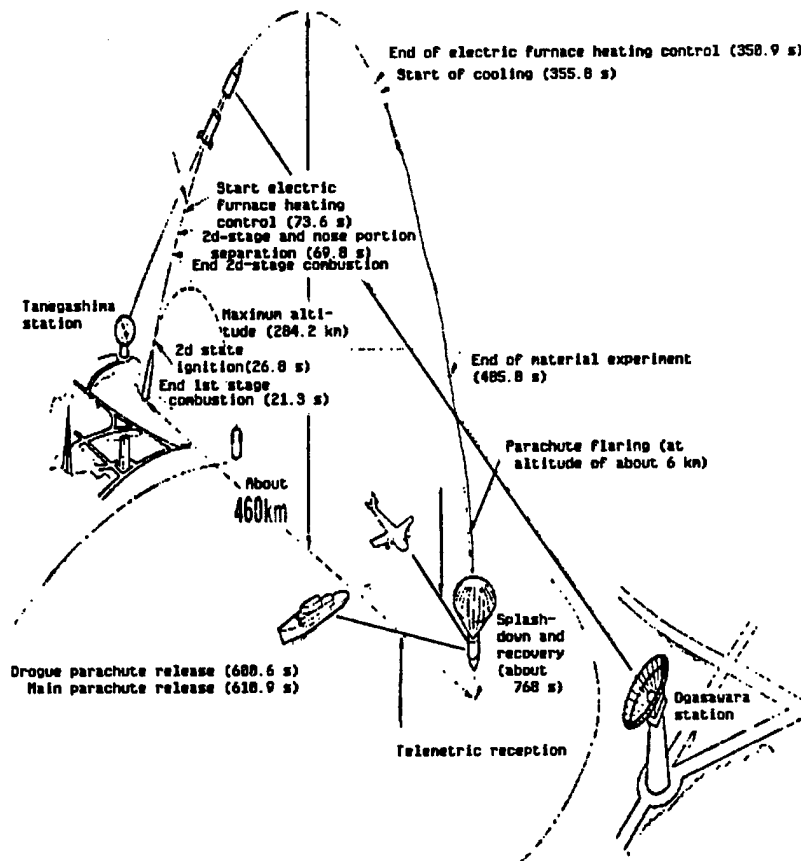 End of electric furnace heating control (350.9 s)
Start of cooling (355.8 s)
Start electric
furnace heating
control (73.6 s)
2d-stage and nose portion
separation (69.8 s)
End 2d-stage combustion
Tanegashima
station
Maximum alti-
tude (284.2 km)
2d state
ignition(26.8 s)
End 1st stage
combustion (21.3 s)
End of material experiment
(485.8 s)
Parachute flaring (at
altitude of about 6 km)
About
460km
Splash-
down and
recovery
(about
760 s)
Drogue parachute release (600.6 s)
Main parachute release (610.9 s)
Ogasawara
station
Telemetric reception